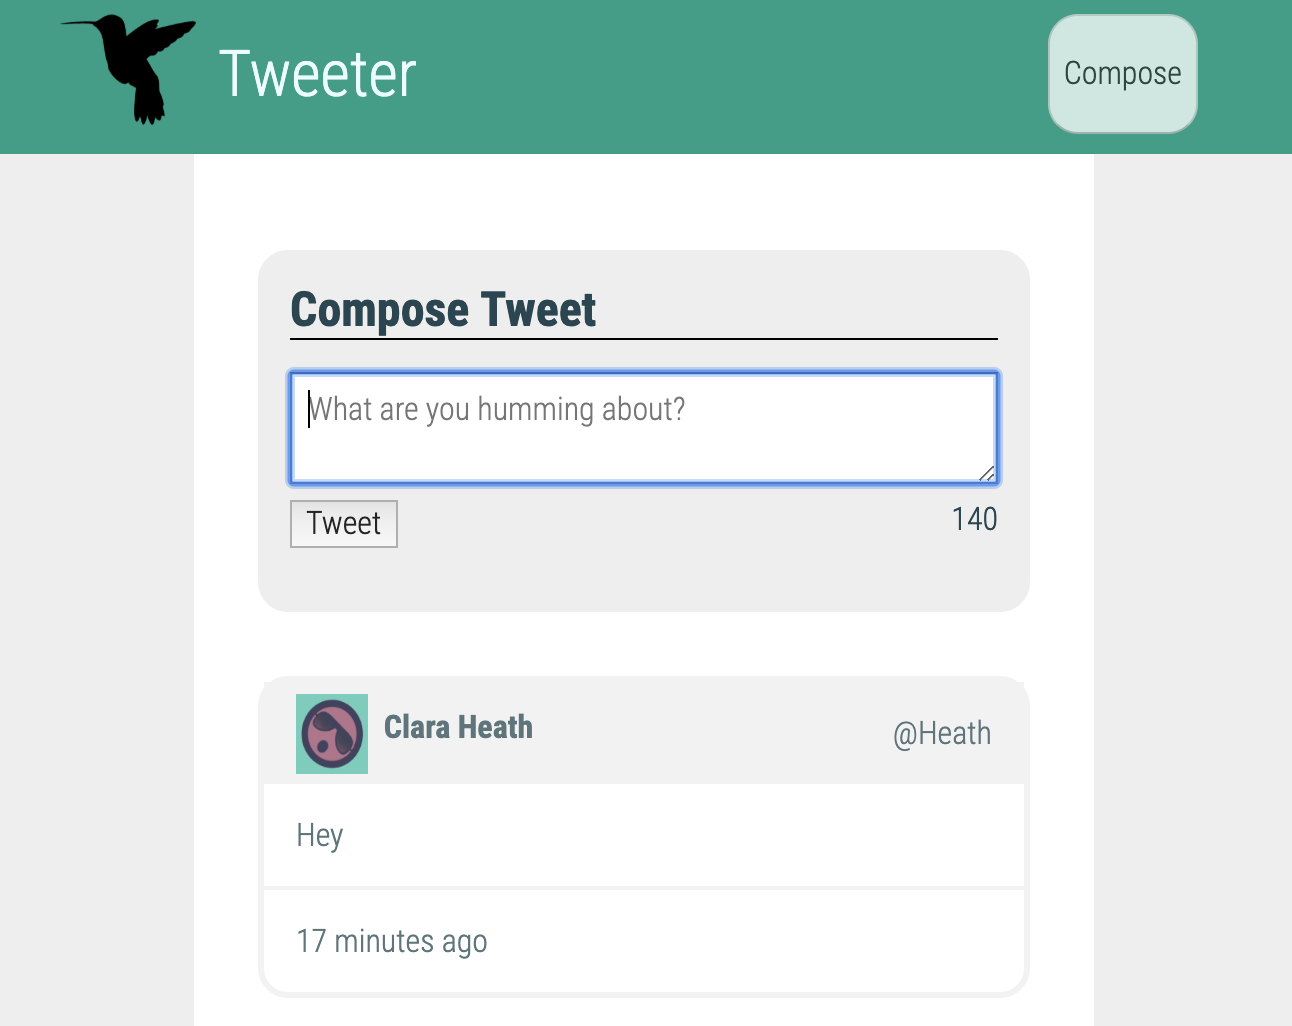 Tweeter
Compose
Compose Tweet
What are you humming about?
Tweet
140
Clara Heath
@Heath
Hey
17 minutes ago